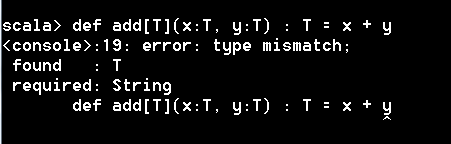 scala> def add[T](x:T, y:T) : T = x + y
<console>:19: error: type mismatch;
 found   : T
 required: String
       def add[T](x:T, y:T) : T = x + y
                                      ^